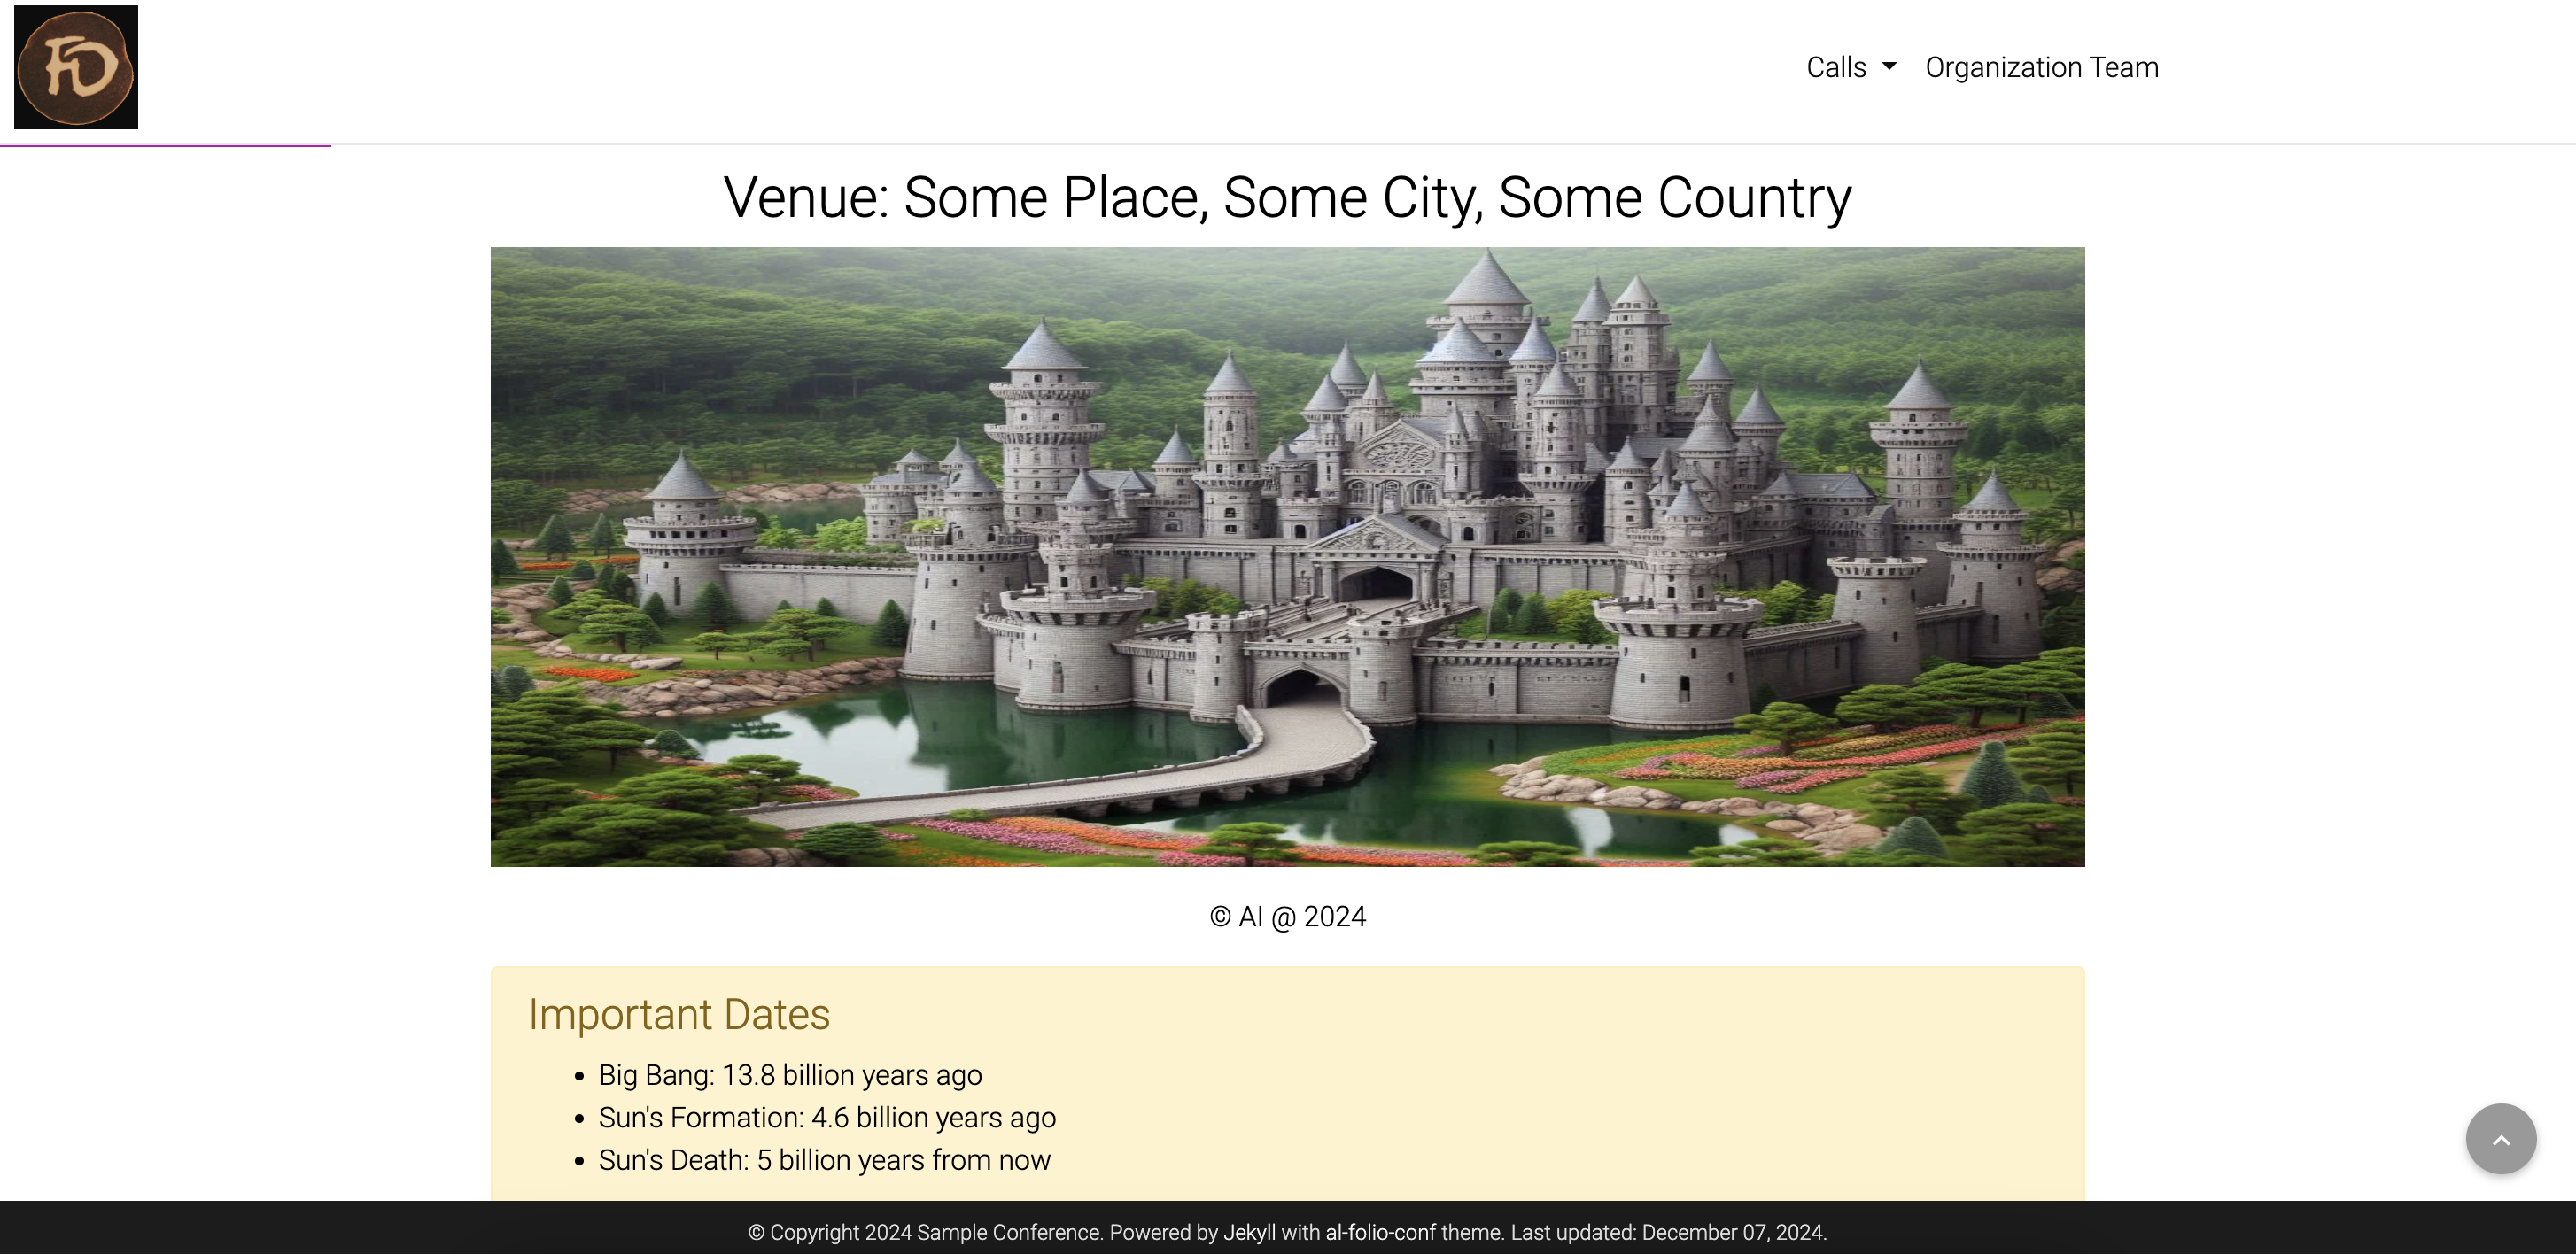 FD
Calls
Organization Team
Venue: Some Place, Some City, Some Country
© AI @ 2024
Important Dates
Big Bang: 13.8 billion years ago
Sun's Formation: 4.6 billion years ago
Sun's Death: 5 billion years from now
© Copyright 2024 Sample Conference. Powered by Jekyll with al-folio-conf theme. Last updated: December 07, 2024.